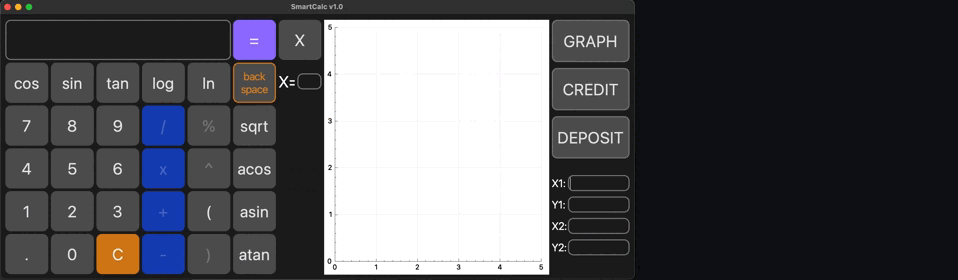 SmartCalc v1.0
= X
cos sin tan log ln back space X=
7 8 9 / % sqrt
4 5 6 x ^ acos
1 2 3 + ( asin
. 0 C - ) atan
5
4
3
2
1
0
0 1 2 3 4 5
GRAPH
CREDIT
DEPOSIT
X1:
Y1:
X2:
Y2: